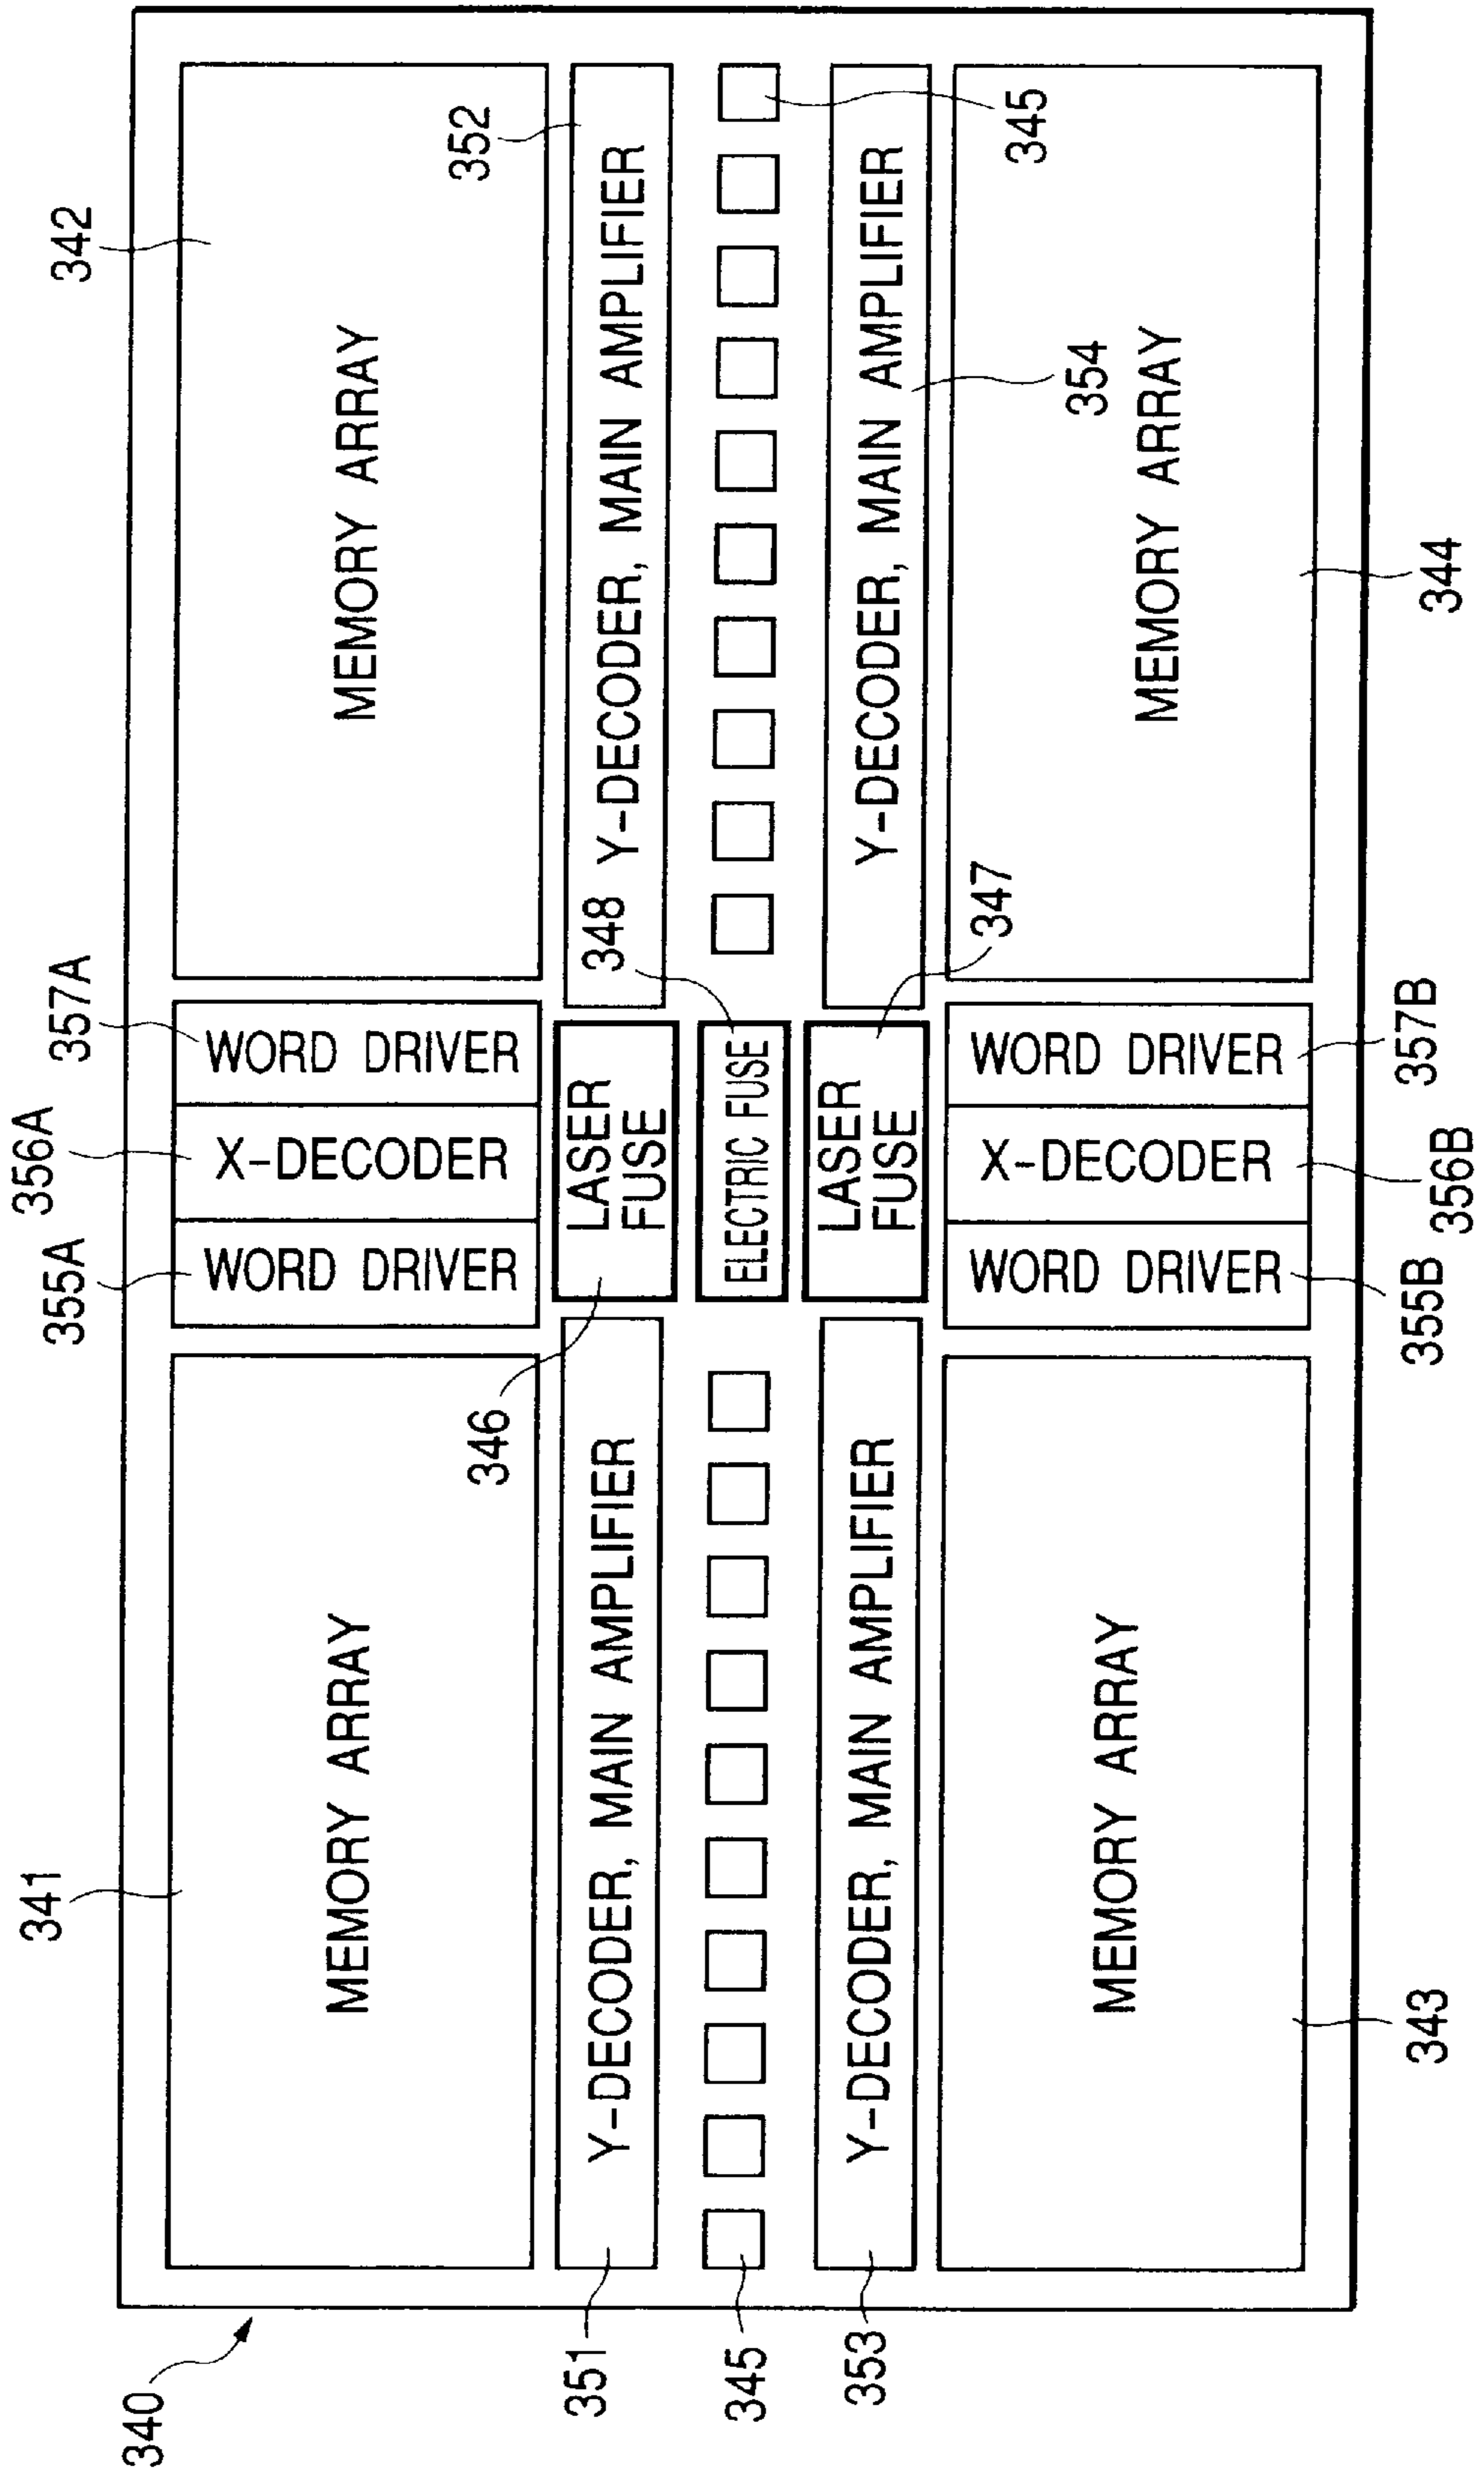 340
341
342
355A
356A
357A
MEMORY ARRAY
WORD DRIVER
X-DECODER
WORD DRIVER
MEMORY ARRAY
346
352
351
Y-DECODER, MAIN AMPLIFIER
LASER
FUSE
348
Y-DECODER, MAIN AMPLIFIER
345
ELECTRIC FUSE
353
Y-DECODER, MAIN AMPLIFIER
LASER
FUSE
Y-DECODER, MAIN AMPLIFIER
347
345
354
MEMORY ARRAY
WORD DRIVER
X-DECODER
WORD DRIVER
MEMORY ARRAY
343
355B
356B
357B
344